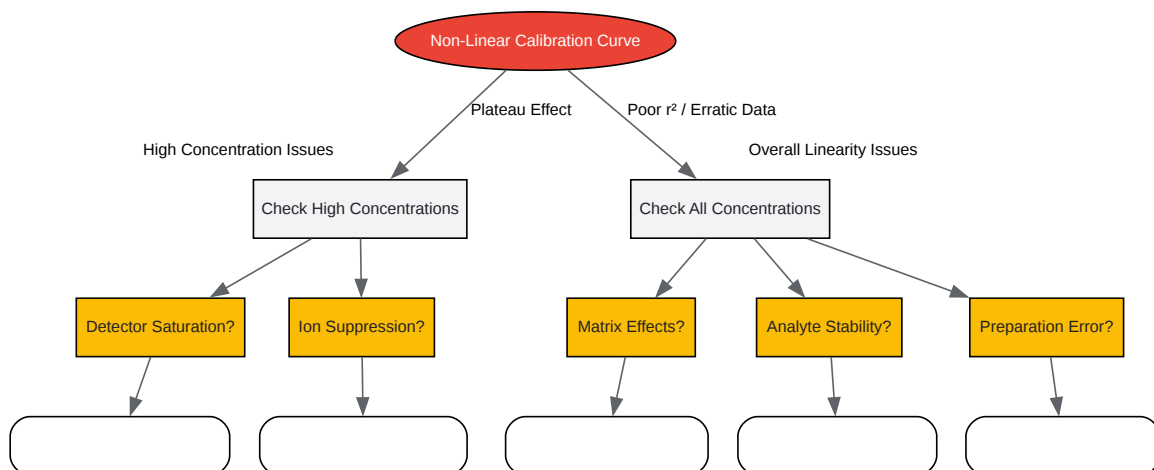 Non-Linear Calibration Curve
Plateau Effect
Poor r² / Erratic Data
High Concentration Issues
Overall Linearity Issues
Check High Concentrations
Check All Concentrations
Detector Saturation?
Ion Suppression?
Matrix Effects?
Analyte Stability?
Preparation Error?